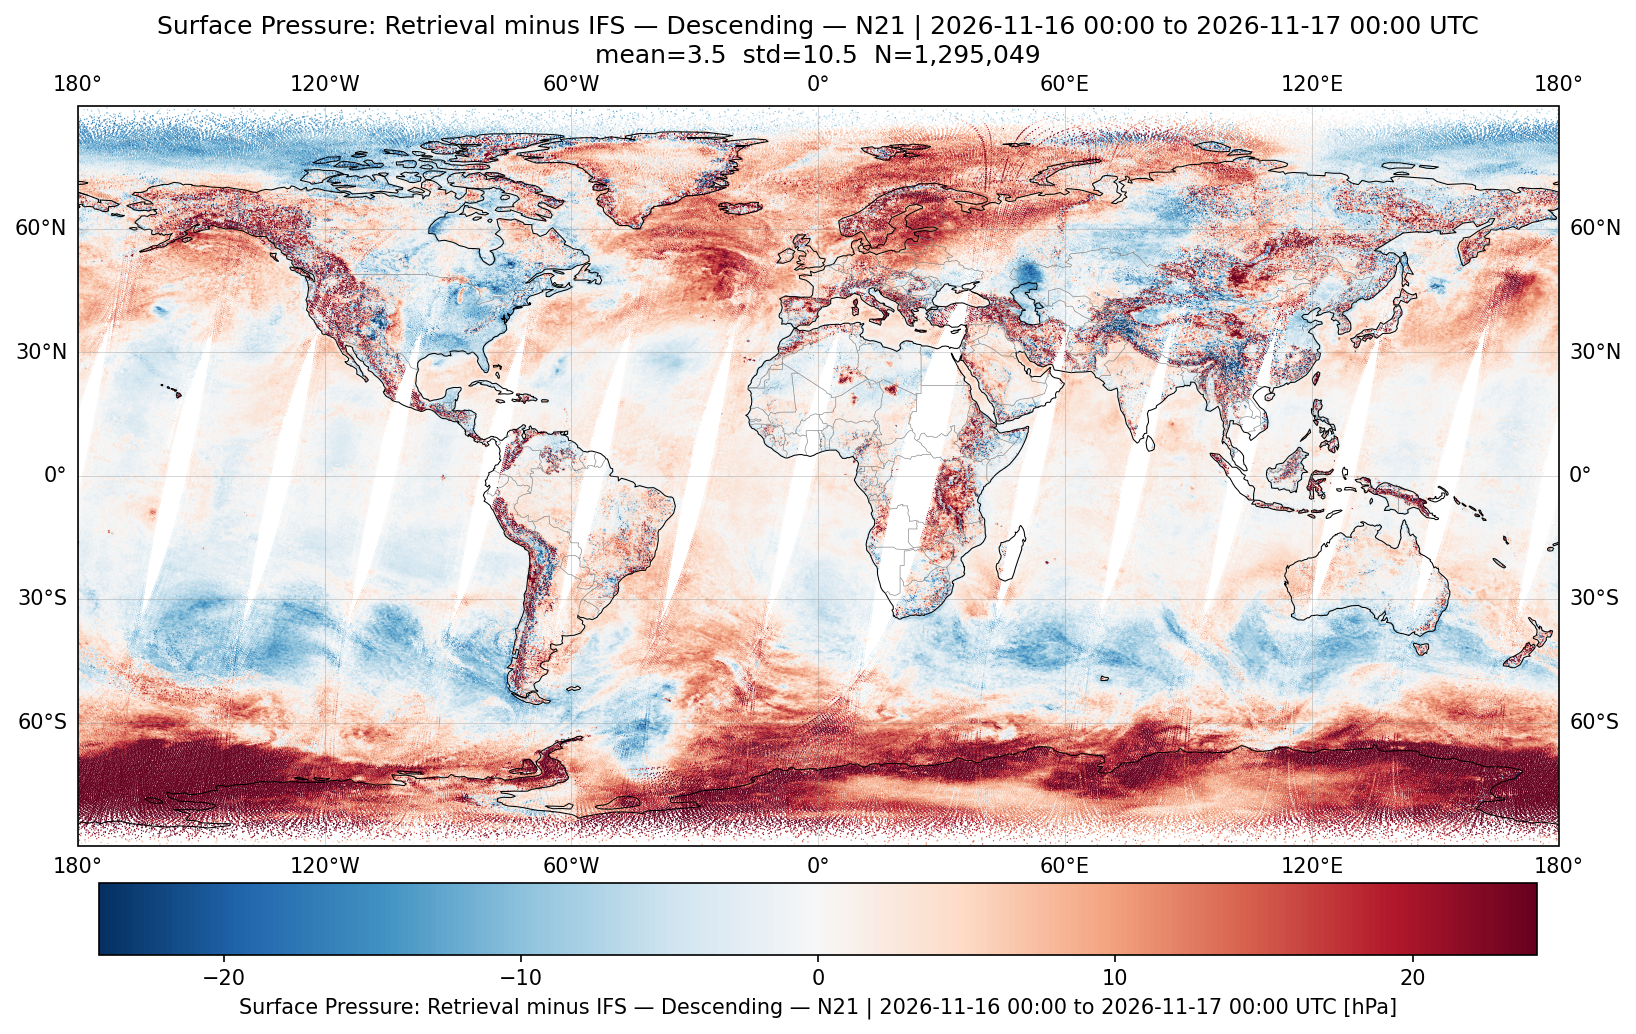 Surface Pressure: Retrieval minus IFS — Descending — N21 | 2026-11-16 00:00 to 2026-11-17 00:00 UTC
mean=3.5  std=10.5  N=1,295,049
180° 120°W 60°W 0° 60°E 120°E 180°
60°N 60°N
30°N 30°N
0° 0°
30°S 30°S
60°S 60°S
180° 120°W 60°W 0° 60°E 120°E 180°
−20 −10 0 10 20
Surface Pressure: Retrieval minus IFS — Descending — N21 | 2026-11-16 00:00 to 2026-11-17 00:00 UTC [hPa]